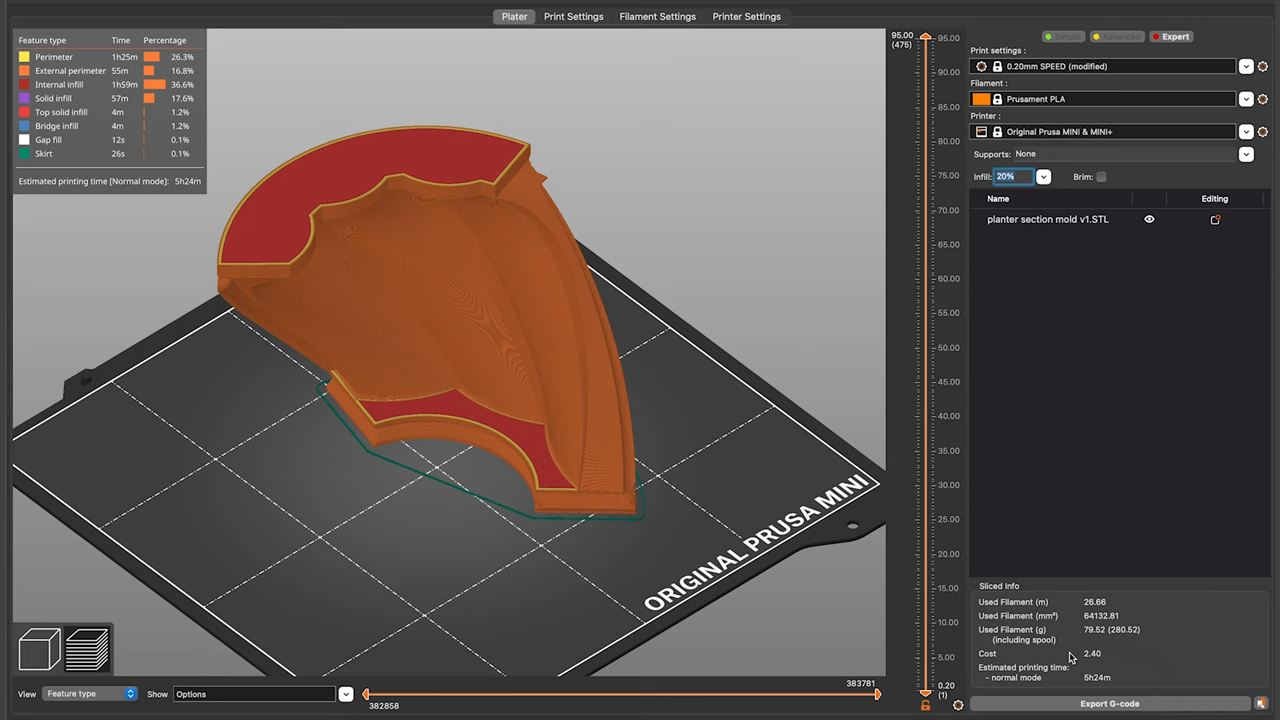 Plater Print Settings Filament Settings Printer Settings
Feature type Time Percentage
Perimeter 1h25m 26.3%
External perimeter 55m 16.8%
Internal infill 1h59m 36.6%
Solid infill 57m 17.6%
Top solid infill 4m 1.2%
Bridge infill 4m 1.2%
Gap fill 12s 0.1%
Skirt 26s 0.1%
Estimated printing time [Normal mode]: 5h24m
ORIGINAL PRUSA MINI
View Feature type Show Options
382858
383781
95.00
(475)
95.00
90.00
85.00
80.00
75.00
70.00
65.00
60.00
55.00
50.00
45.00
40.00
35.00
30.00
25.00
20.00
15.00
10.00
5.00
0.20
(1)
Simple Advanced Expert
Print settings :
0.20mm SPEED (modified)
Filament :
Prusament PLA
Printer :
Original Prusa MINI & MINI+
Supports: None
Infill: 20% Brim:
Name Editing
planter section mold v1.STL
Sliced Info
Used Filament (m) 26.66
Used Filament (mm³) 64132.81
Used Filament (g) 79.52 (280.52)
(including spool)
Cost 2.40
Estimated printing time:
- normal mode 5h24m
Export G-code